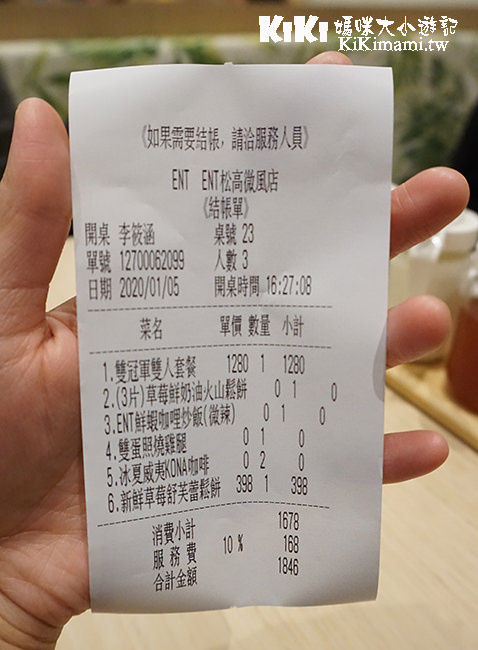 KiKi 媽咪大小遊記
KiKimami.tw
《如果需要結帳，請洽服務人員》
ENT ENT松高微風店
《結帳單》
開桌 李筱涵 桌號 23
單號 12700062099 人數 3
日期 2020/01/05 開桌時間 16:27:08
菜名 單價 數量 小計
1.雙冠軍雙人套餐 1280 1 1280
2.(3片)草莓鮮奶油火山鬆餅 0 1 0
3.ENT鮮蝦咖哩炒飯(微辣) 0 1 0
4.雙蛋照燒雞腿 0 1 0
5.冰夏威夷KONA咖啡 0 2 0
6.新鮮草莓舒芙蕾鬆餅 398 1 398
消費小計 1678
服務費 10 % 168
合計金額 1846